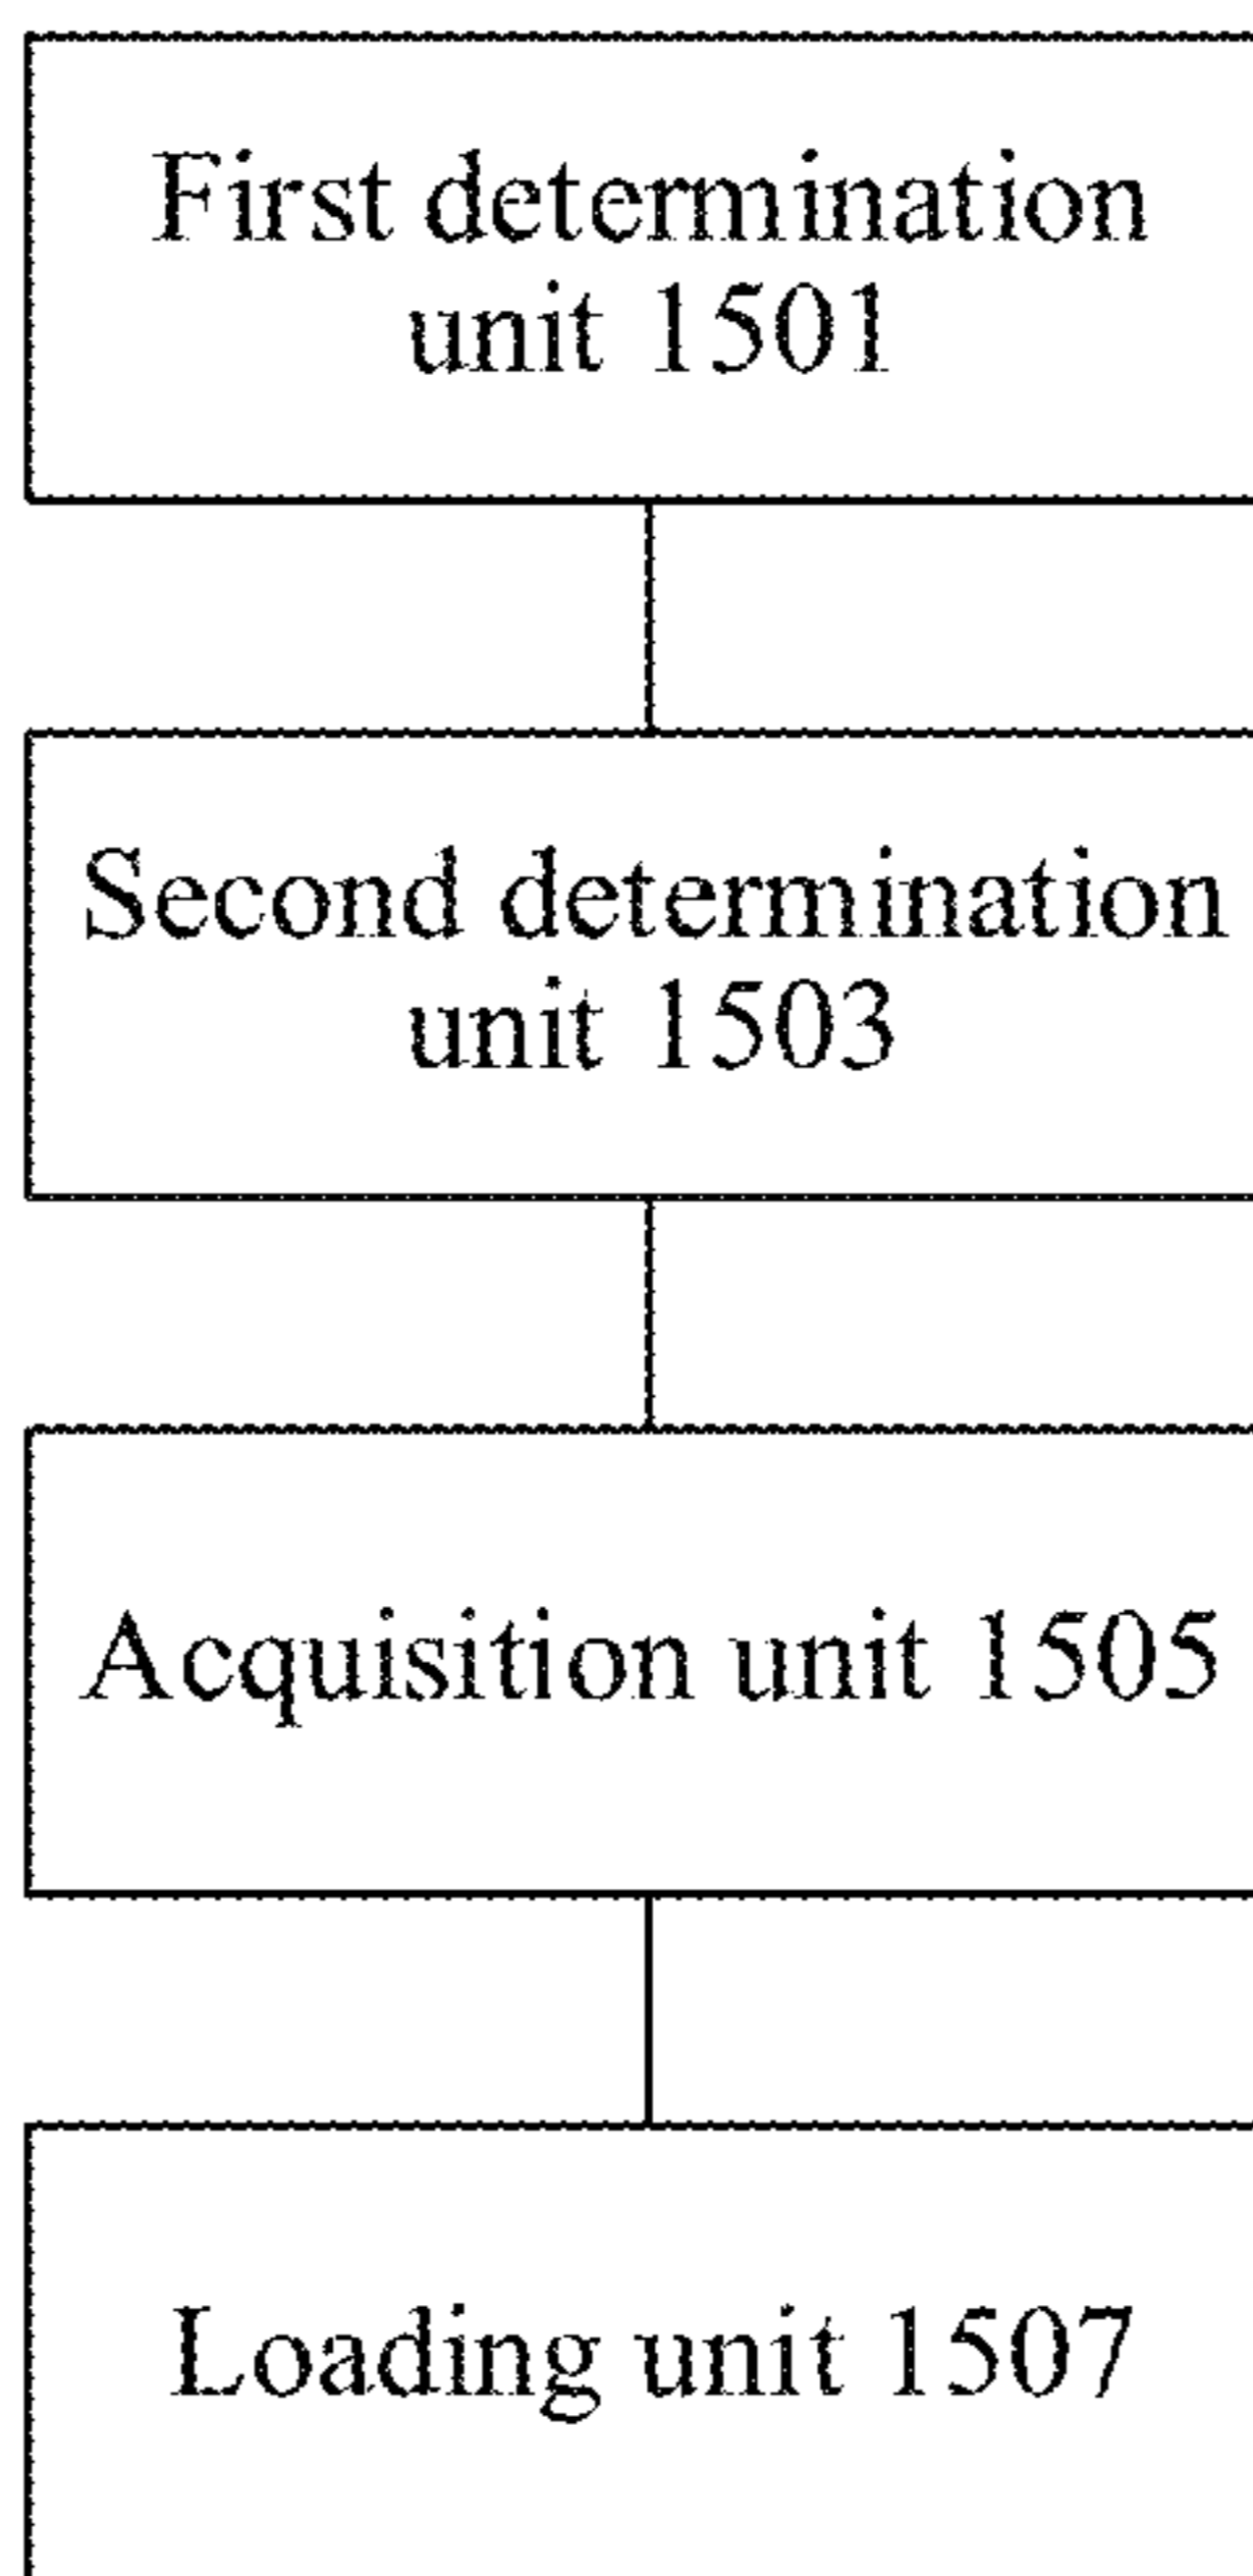 First determination
unit 1501
Second determination
unit 1503
Acquisition unit 1505
Loading unit 1507